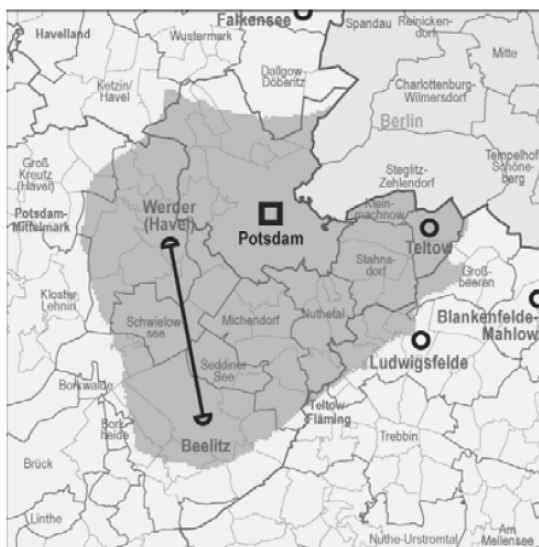 Falkensee
Spandau
Reinicken-
dorf
Havelland
Wustermark
Mitte
Dallgow-
Döberitz
Ketzin/
Havel
Charlottenburg-
Wilmersdorf
Berlin
Groß
Kreutz
(Havel)
Steglitz-
Zehlendorf
Tempelhof
Schöne-
berg
Klein-
machnow
Potsdam-
Mittelmark
Werder
(Havel)
Potsdam
Teltow
Stahns-
dorf
Groß-
beeren
Kloster
Lehnin
Schwielow-
see
Michendorf
Nuthetal
Blankenfelde-
Mahlow
Seddiner
See
Ludwigsfelde
Borkwalde
Bork-
heide
Beelitz
Teltow-
Fläming
Trebbin
Brück
Linthe
Nuthe-Urstromtal
Am
Mellensee